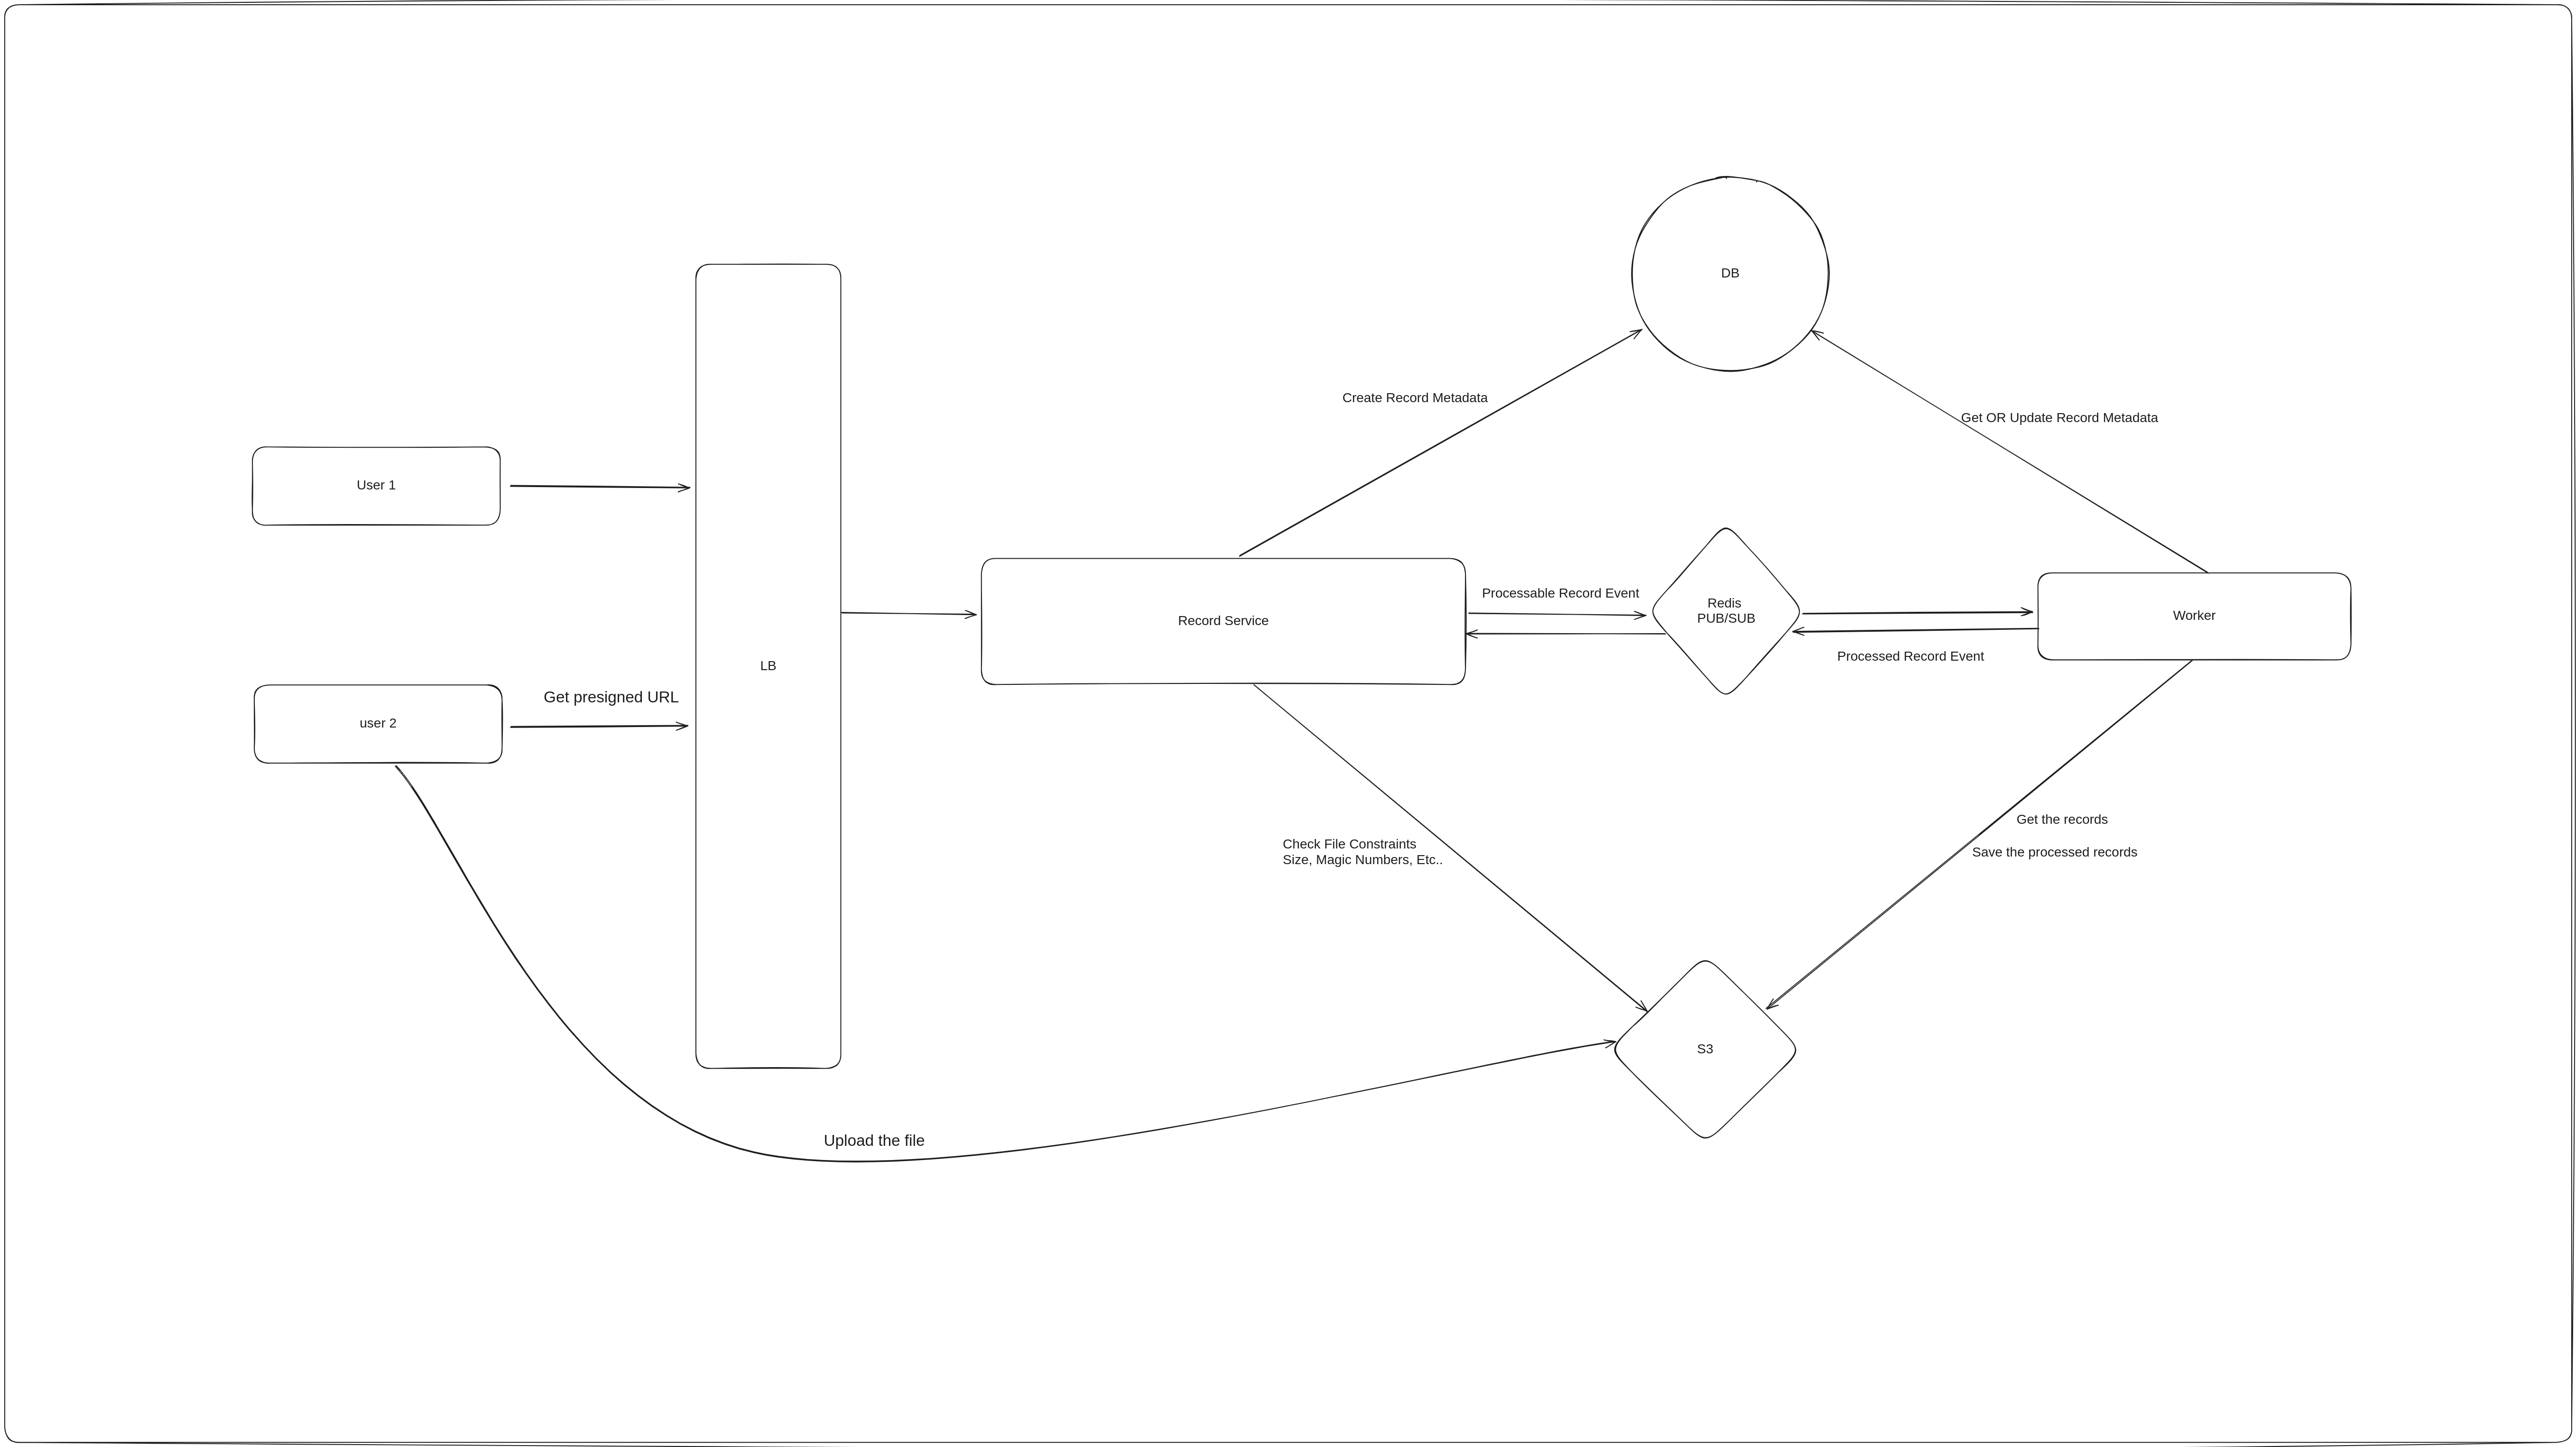 DB
Create Record Metadata
Get OR Update Record Metadata
User 1
Processable Record Event
Redis
PUB/SUB
Worker
Record Service
Processed Record Event
LB
Get presigned URL
user 2
Get the records
Check File Constraints
Size, Magic Numbers, Etc..
Save the processed records
S3
Upload the file